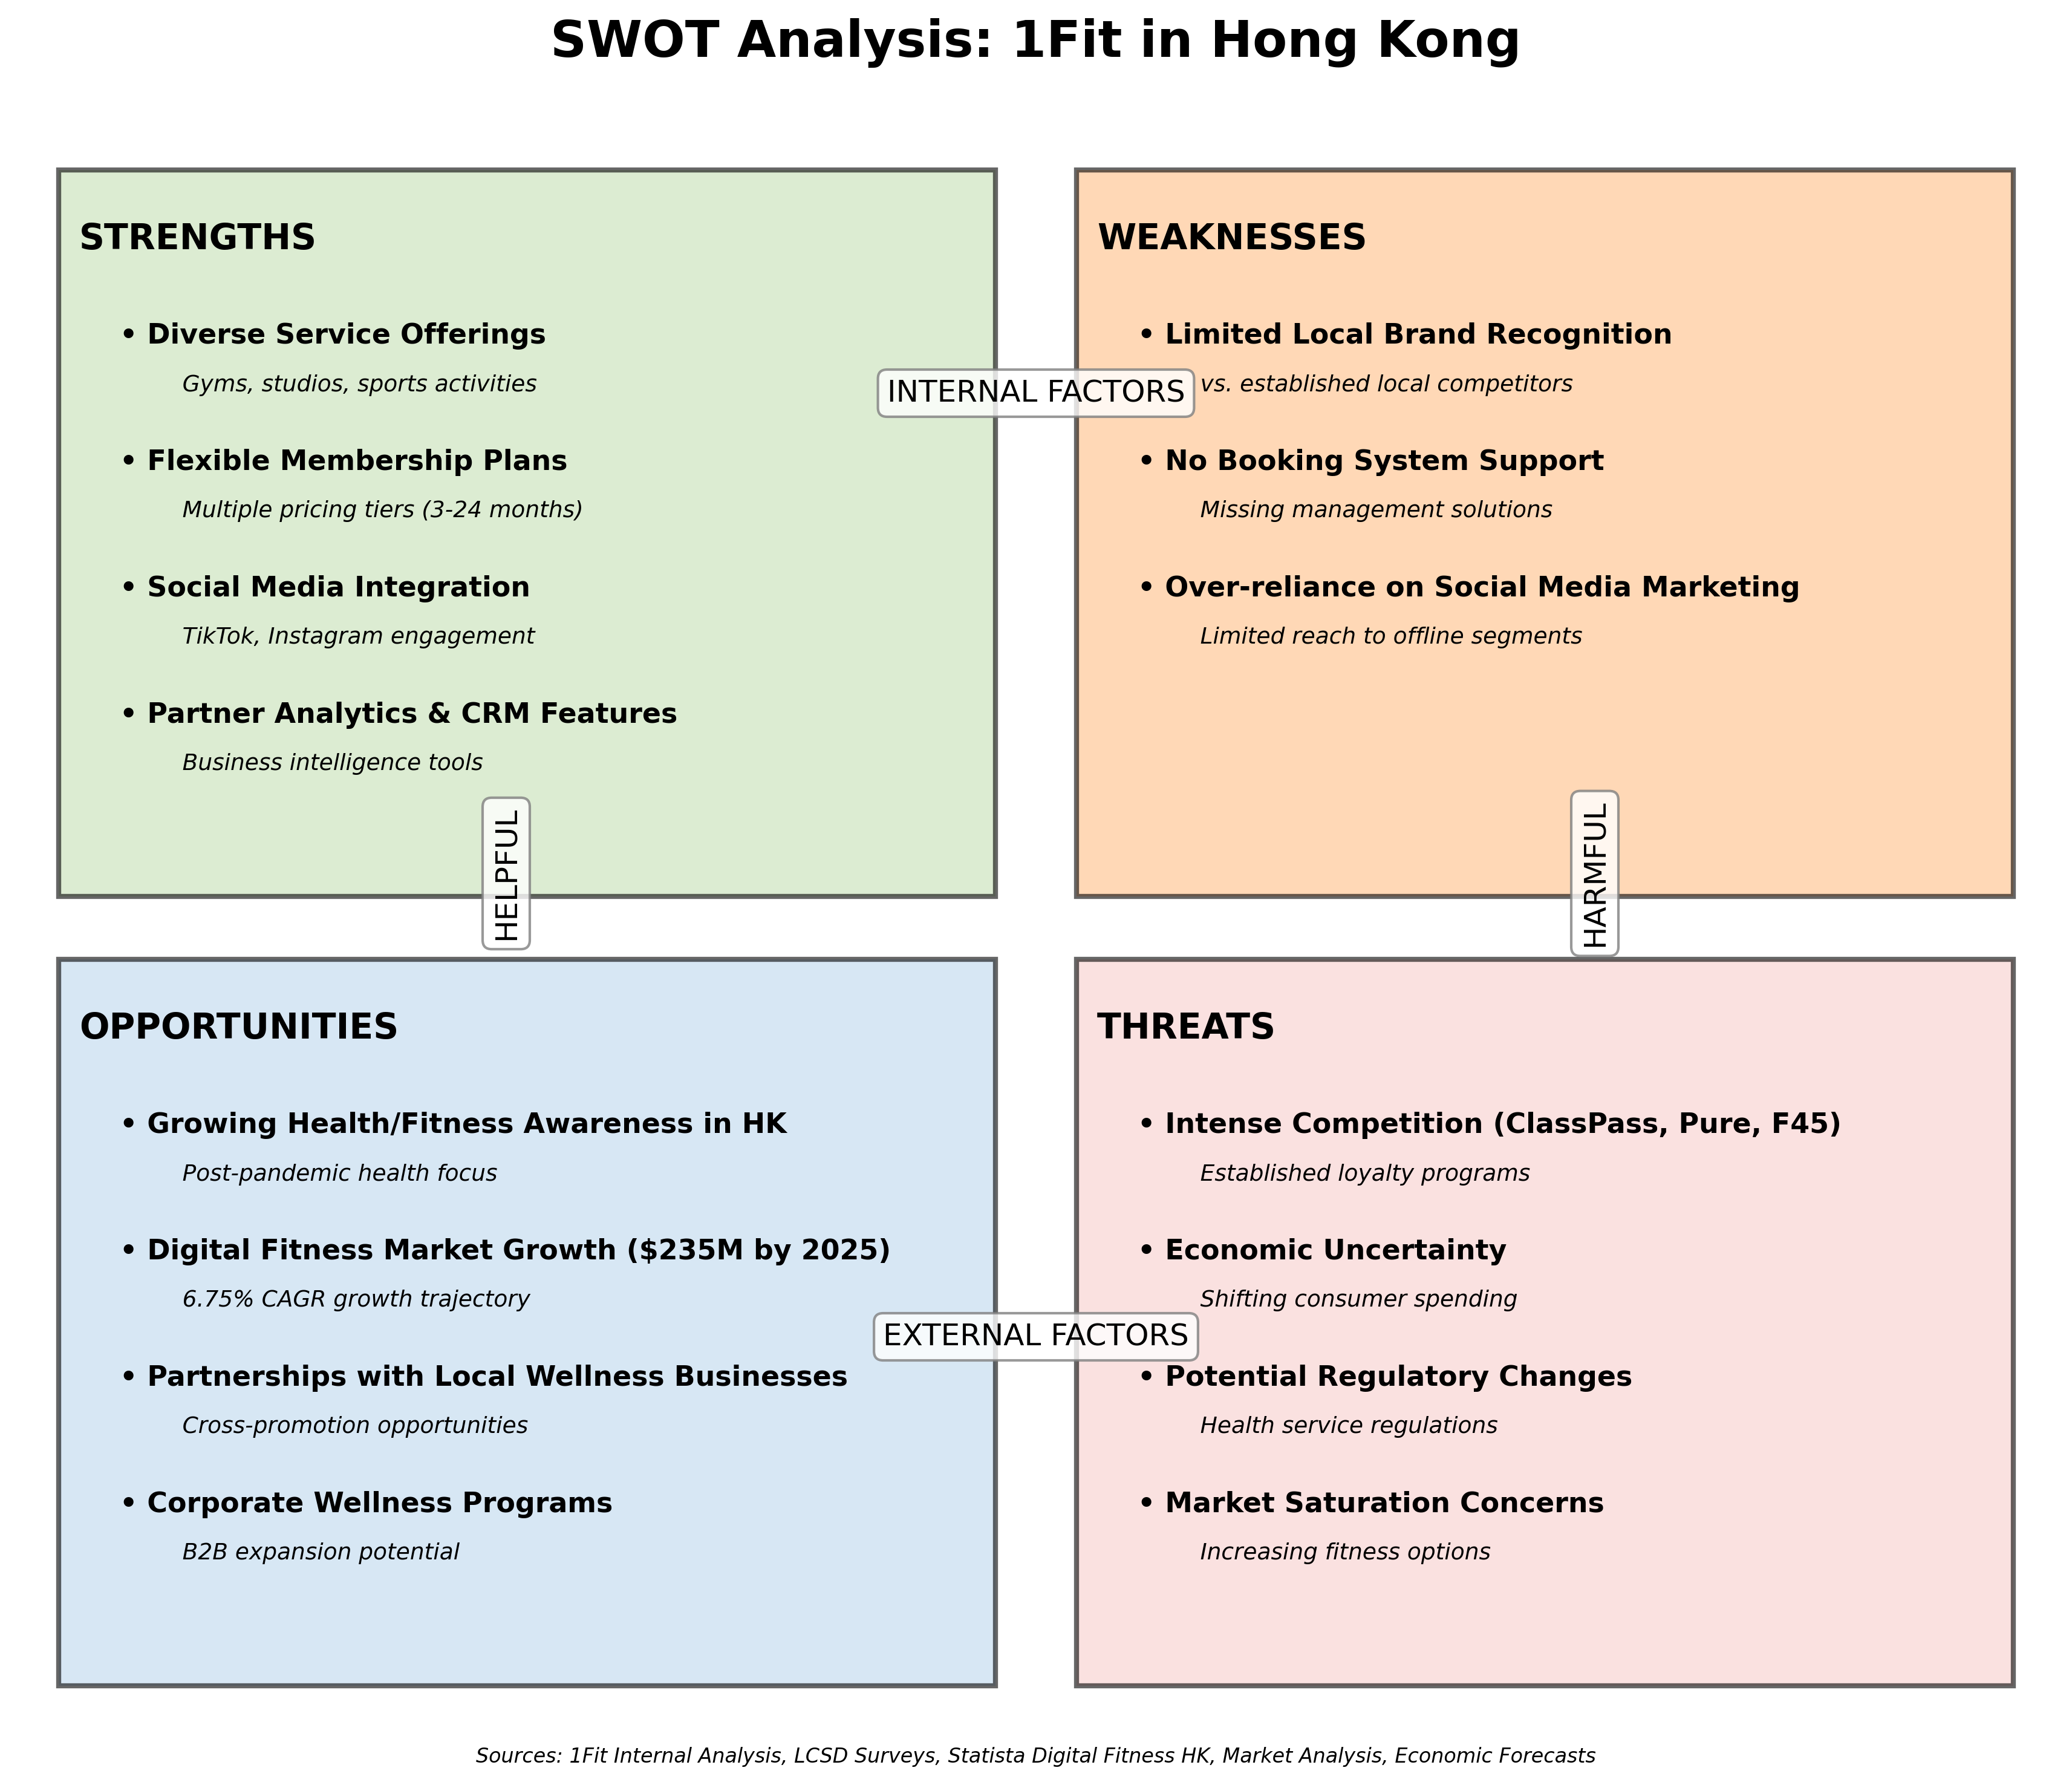 SWOT Analysis: 1Fit in Hong Kong
STRENGTHS
• Diverse Service Offerings
Gyms, studios, sports activities
• Flexible Membership Plans
Multiple pricing tiers (3-24 months)
• Social Media Integration
TikTok, Instagram engagement
• Partner Analytics & CRM Features
Business intelligence tools
INTERNAL FACTORS
WEAKNESSES
• Limited Local Brand Recognition
vs. established local competitors
• No Booking System Support
Missing management solutions
• Over-reliance on Social Media Marketing
Limited reach to offline segments
HELPFUL
HARMFUL
OPPORTUNITIES
• Growing Health/Fitness Awareness in HK
Post-pandemic health focus
• Digital Fitness Market Growth ($235M by 2025)
6.75% CAGR growth trajectory
• Partnerships with Local Wellness Businesses
Cross-promotion opportunities
• Corporate Wellness Programs
B2B expansion potential
EXTERNAL FACTORS
THREATS
• Intense Competition (ClassPass, Pure, F45)
Established loyalty programs
• Economic Uncertainty
Shifting consumer spending
• Potential Regulatory Changes
Health service regulations
• Market Saturation Concerns
Increasing fitness options
Sources: 1Fit Internal Analysis, LCSD Surveys, Statista Digital Fitness HK, Market Analysis, Economic Forecasts